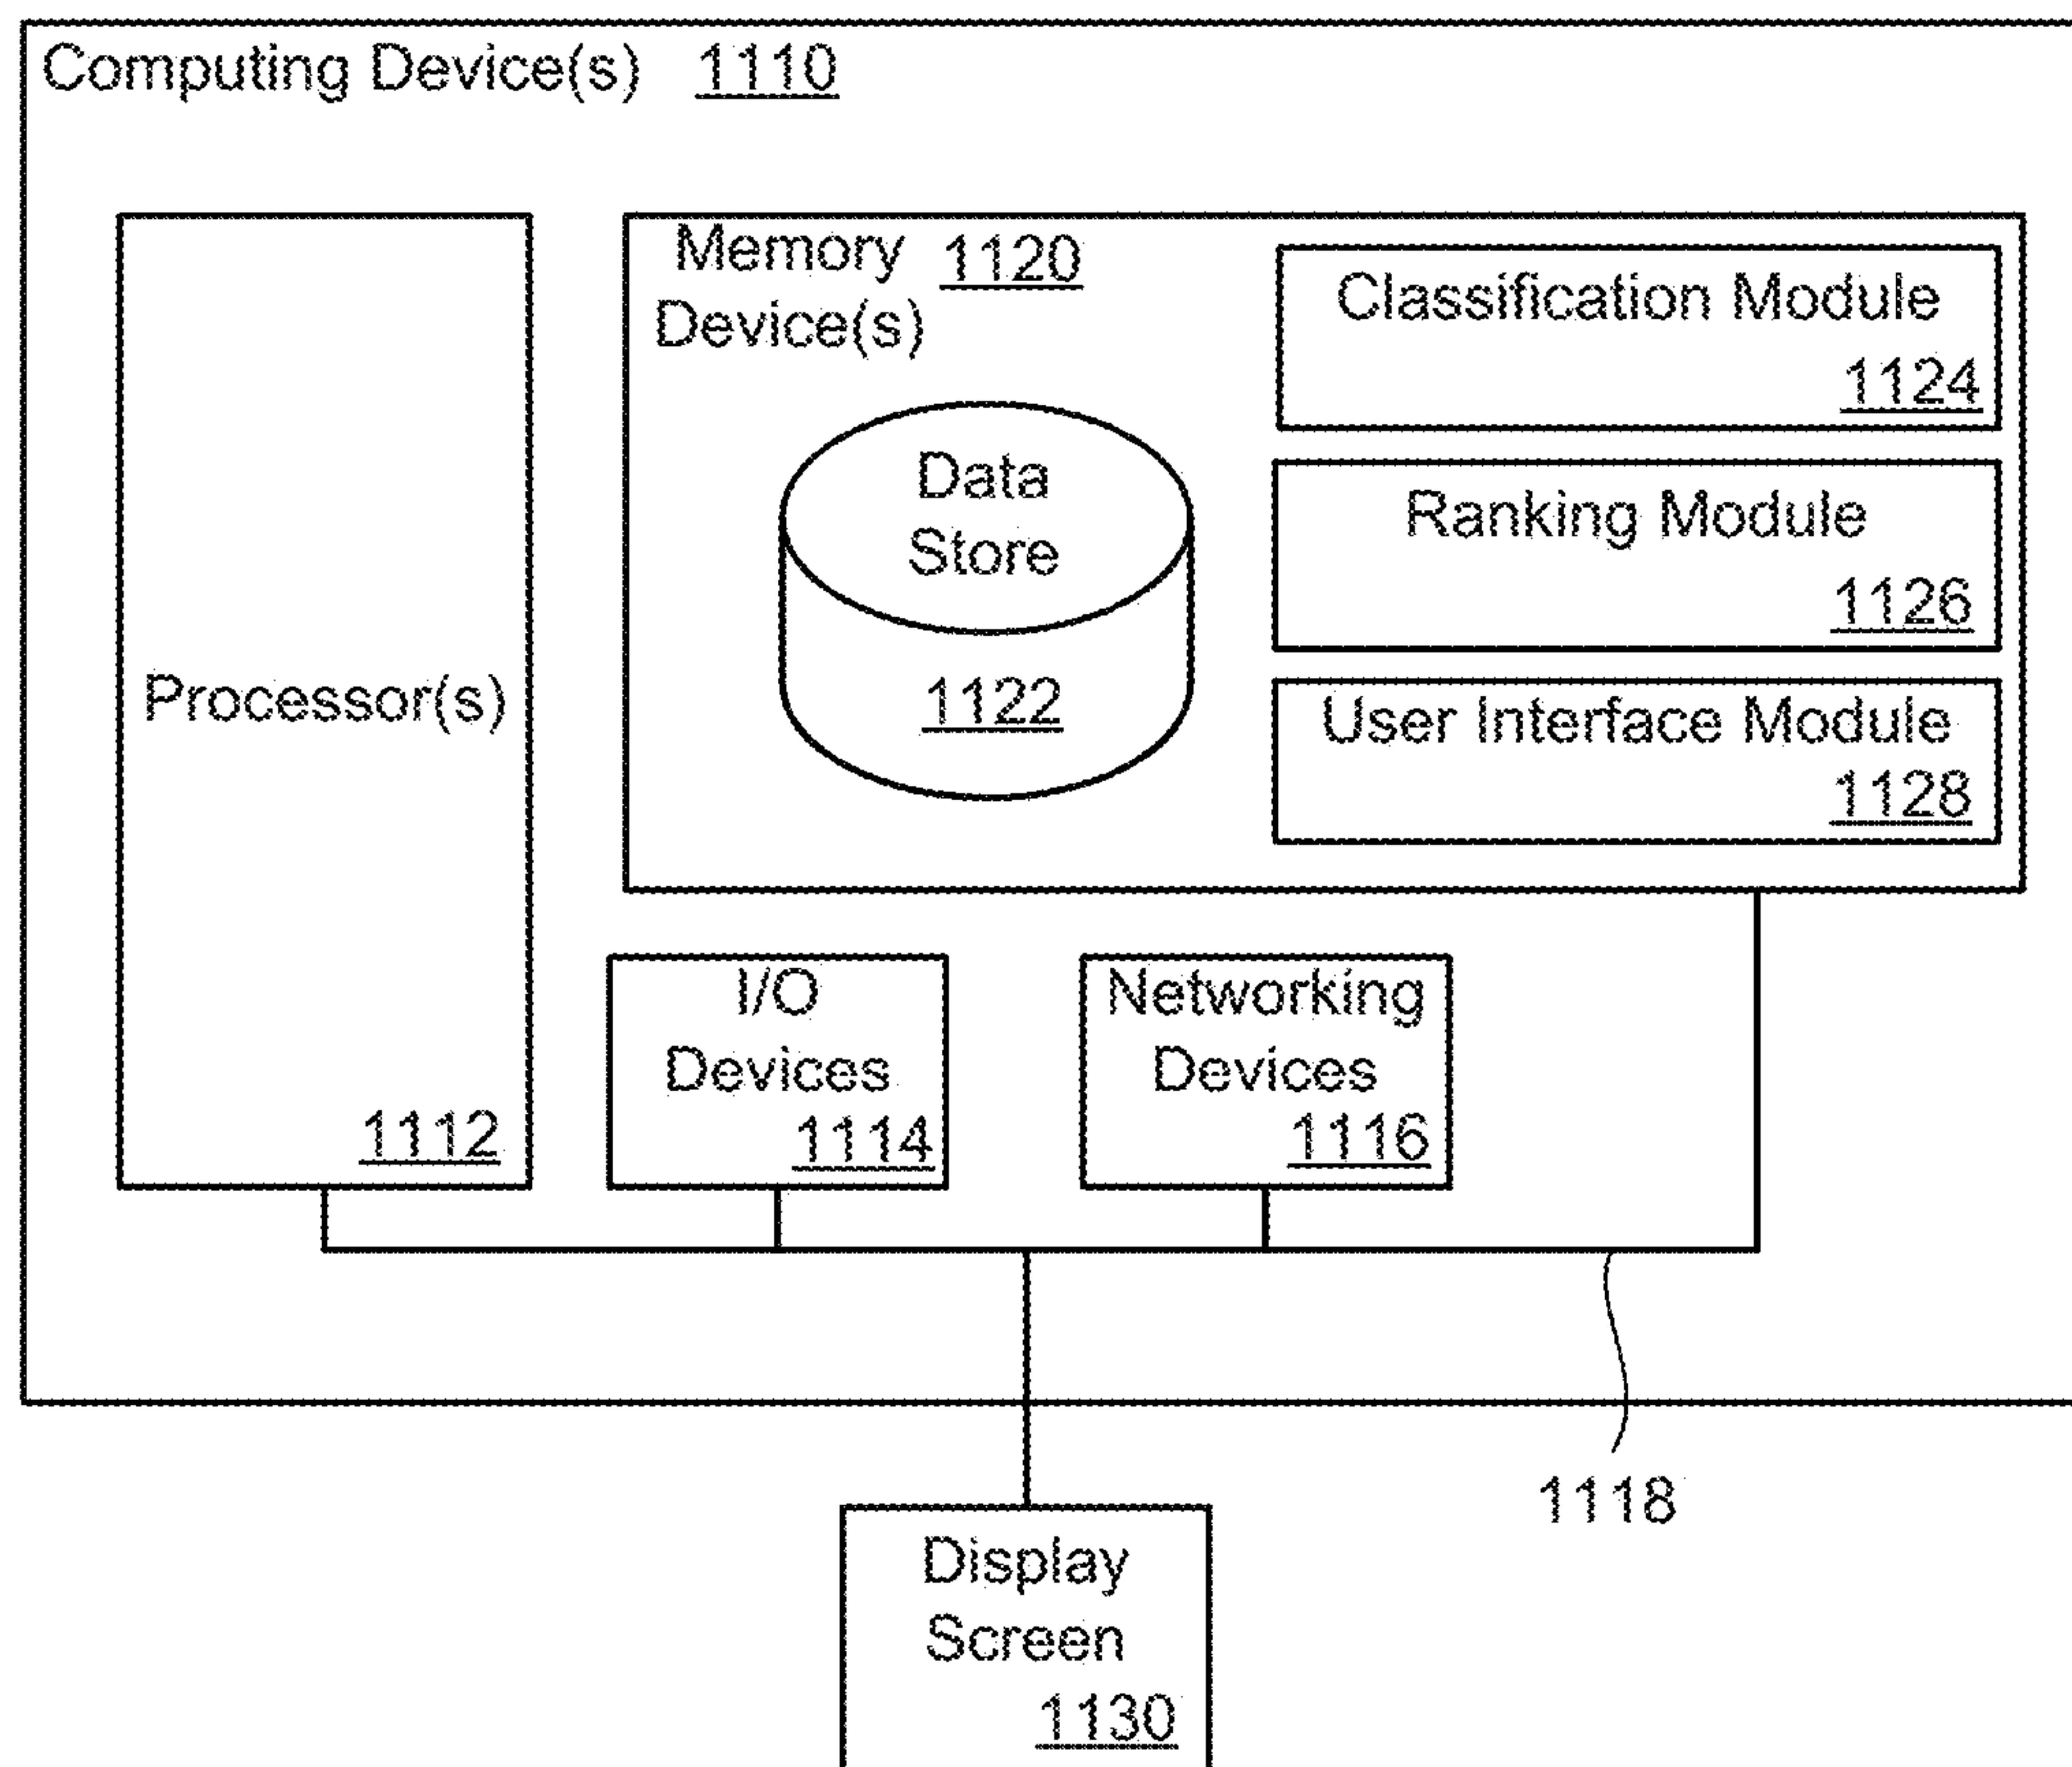 Computing Device(s) 1110
Memory 1120
Device(s)
Classification Module
1124
Data
Store
1122
Ranking Module
1126
User Interface Module
1128
Processor(s)
1112
I/O
Devices
1114
Networking
Devices
1116
1118
Display
Screen
1130